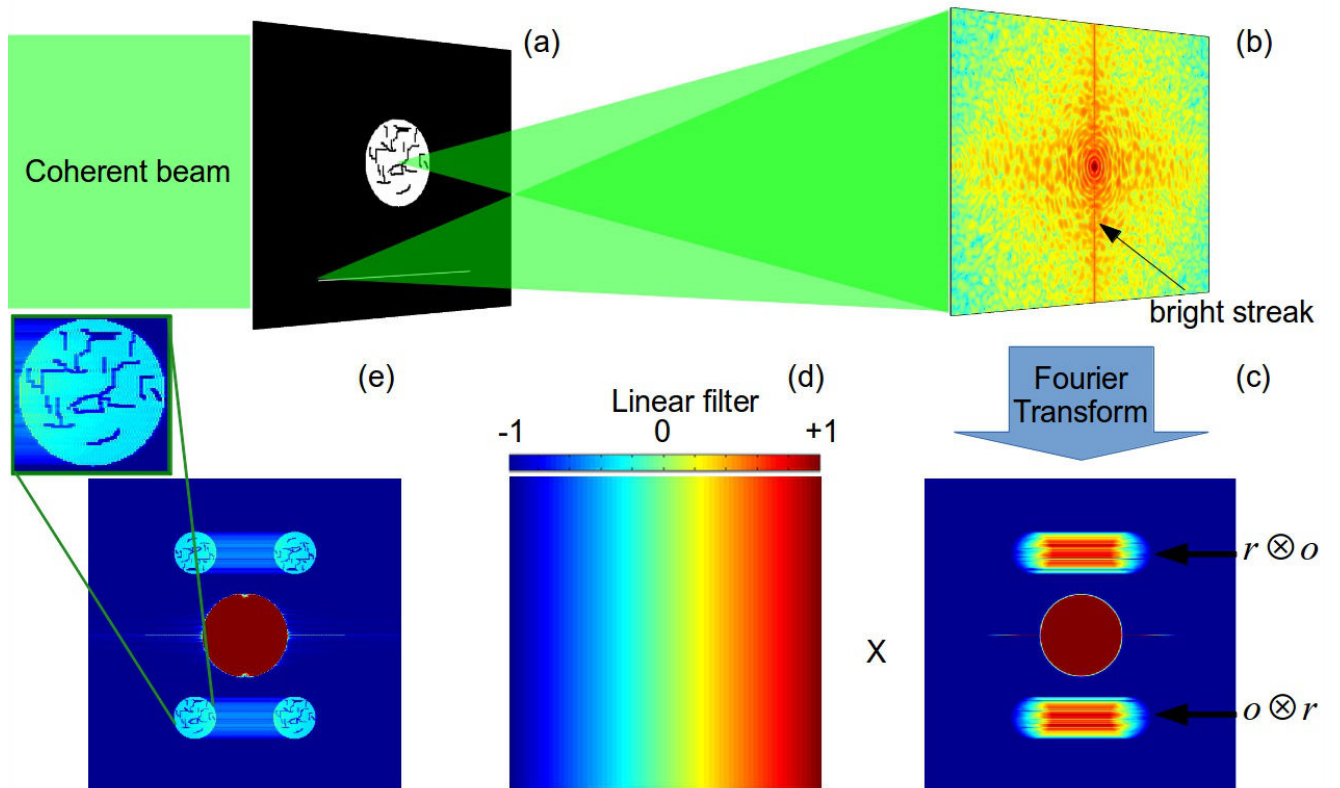 (a)
(b)
Coherent beam
bright streak
(e)
(d)
Fourier
Transform
(c)
Linear filter
-1 0 +1
r ⊗ o
X
o ⊗ r